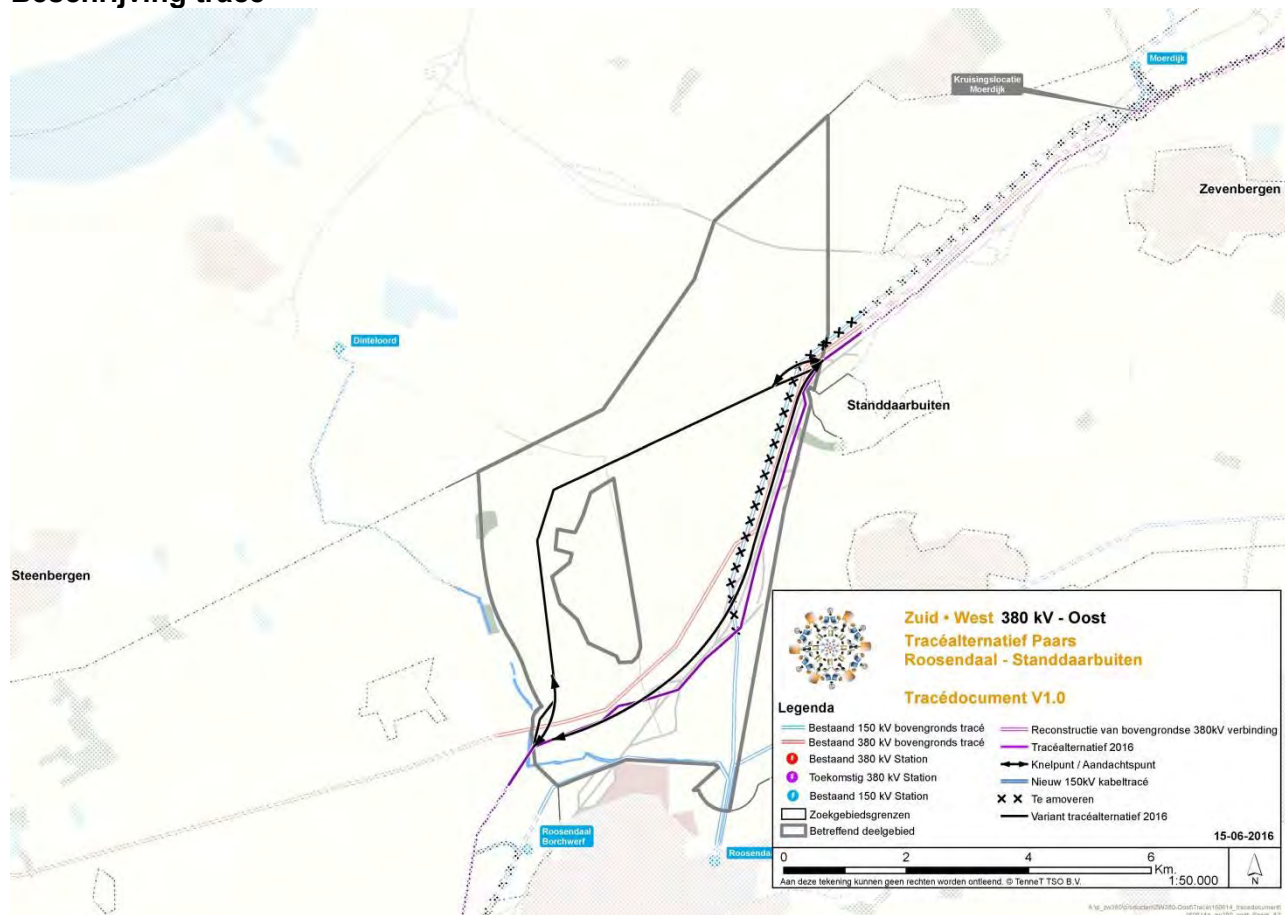 Beschrijving tracé
Moerdijk
Kruisingslocatie
Moerdijk
Zevenbergen
Dinteloord
Standdaarbuiten
Steenbergen
Roosendaal
Borchwerf
Roosenda
Zuid • West 380 kV - Oost
Tracéalternatief Paars
Roosendaal - Standdaarbuiten
Tracédocument V1.0
Legenda
Bestaand 150 kV bovengronds tracé
Bestaand 380 kV bovengronds tracé
Bestaand 380 kV Station
Toekomstig 380 kV Station
Bestaand 150 kV Station
Zoekgebiedsgrenzen
Betreffend deelgebied
Reconstructie van bovengrondse 380kV verbinding
Tracéalternatief 2016
Knelpunt / Aandachtspunt
Nieuw 150kV kabeltracé
Te amoveren
Variant tracéalternatief 2016
15-06-2016
0 2 4 6
Km.
Aan deze tekening kunnen geen rechten worden ontleend. © TenneT TSO B.V.
1:50.000
N